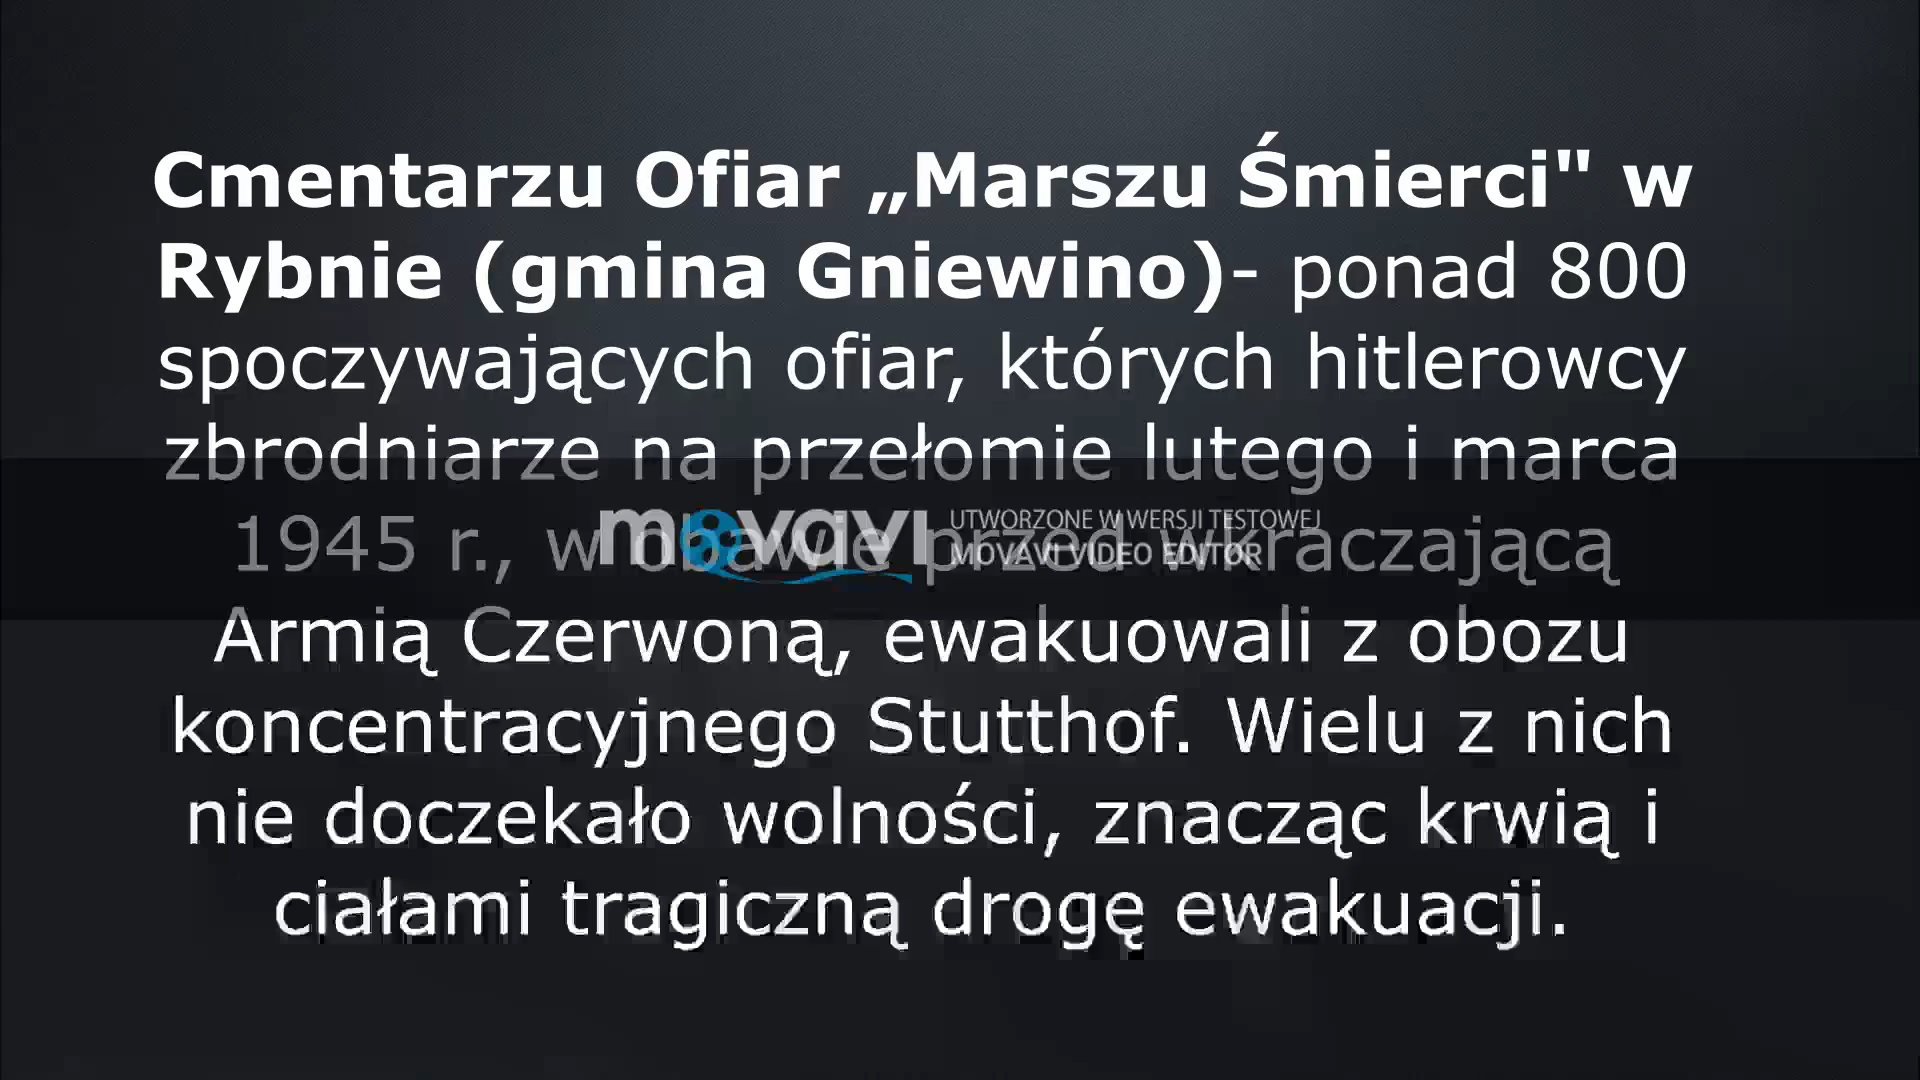 Cmentarzu Ofiar „Marszu Śmierci" w
Rybnie (gmina Gniewino)- ponad 800
spoczywających ofiar, których hitlerowcy
zbrodniarze na przełomie lutego i marca
1945 r., w obawie przed wkraczającą
movavi
UTWORZONE W WERSJI TESTOWEJ
MOVAVI VIDEO EDITOR
Armią Czerwoną, ewakuowali z obozu
koncentracyjnego Stutthof. Wielu z nich
nie doczekało wolności, znacząc krwią i
ciałami tragiczną drogę ewakuacji.